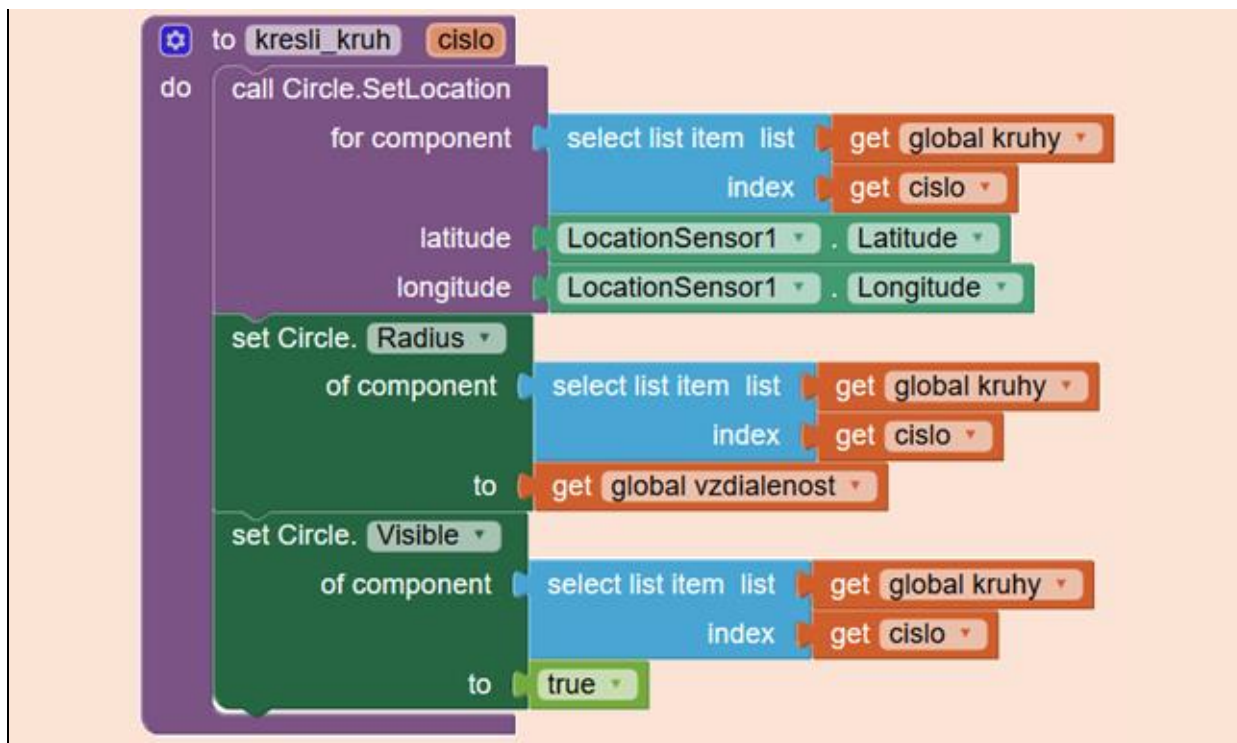 to kresli_kruh cislo
do call Circle.SetLocation
for component select list item list get global kruhy
index get cislo
latitude LocationSensor1 . Latitude
longitude LocationSensor1 . Longitude
set Circle. Radius
of component select list item list get global kruhy
index get cislo
to get global vzdialenost
set Circle. Visible
of component select list item list get global kruhy
index get cislo
to true